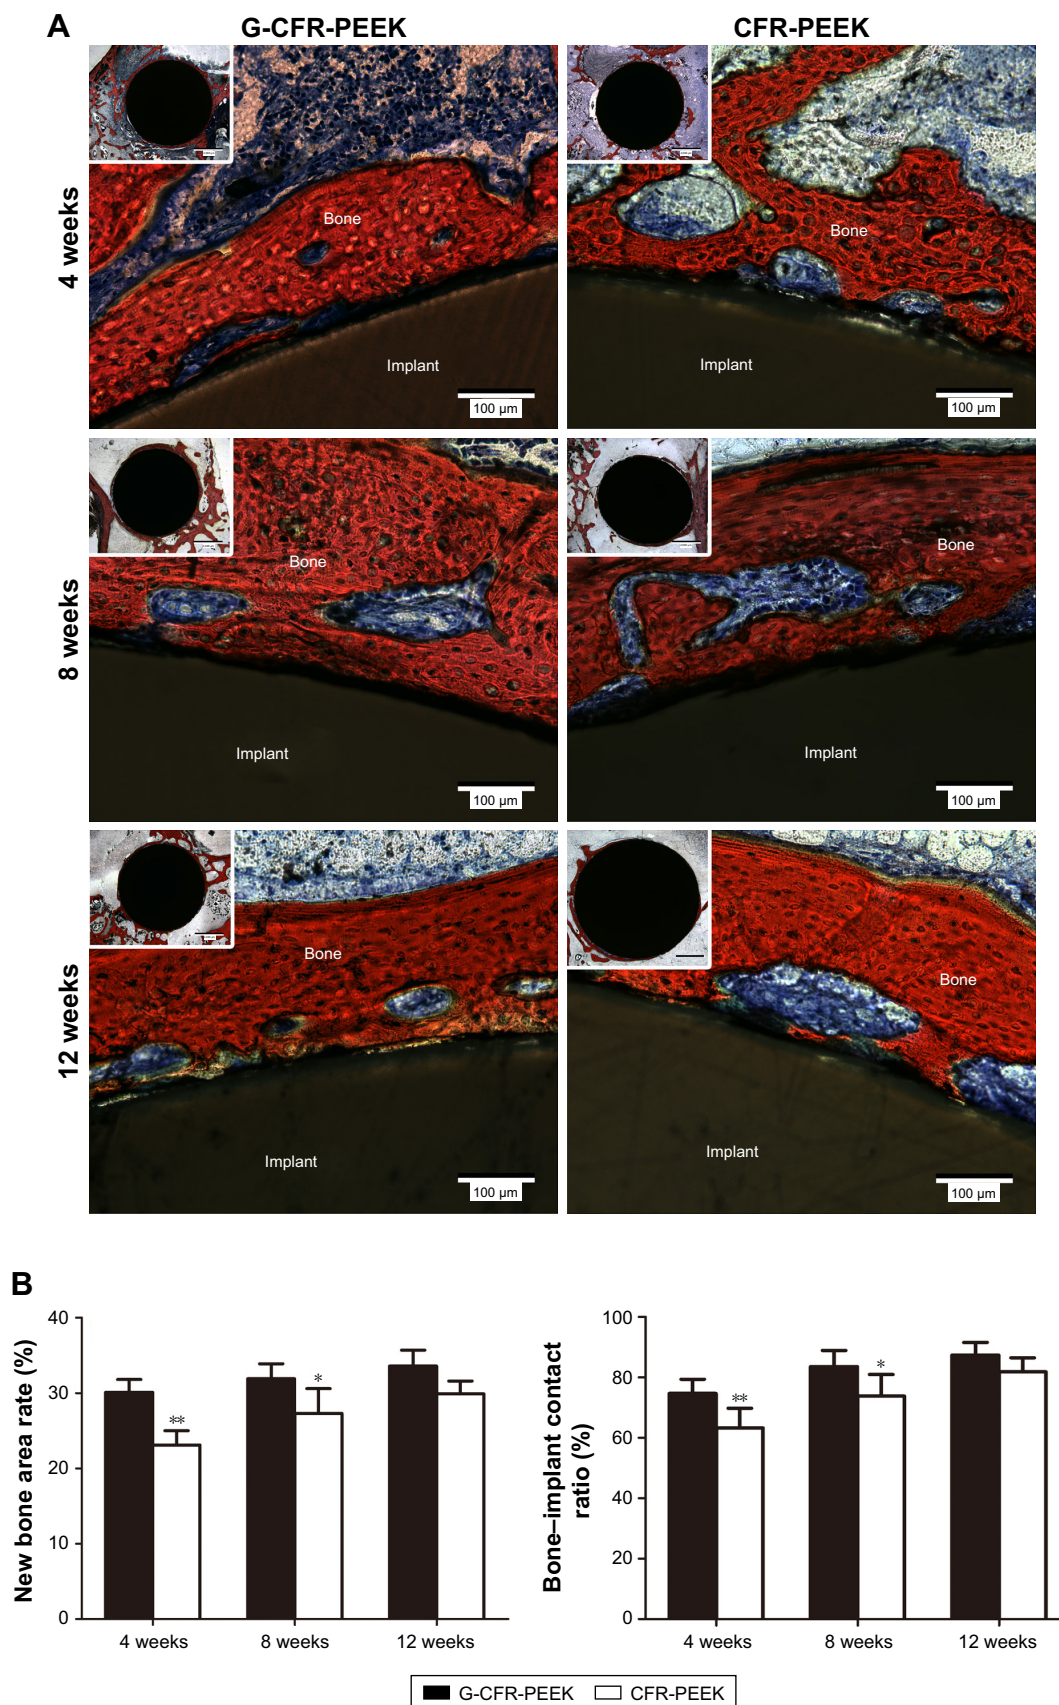 A
G-CFR-PEEK
CFR-PEEK
4 weeks
Bone
Implant
100 µm
Bone
Implant
100 µm
8 weeks
Bone
Implant
100 µm
Bone
Implant
100 µm
12 weeks
Bone
Implant
100 µm
Bone
Implant
100 µm
B
New bone area rate (%)
40
30
20
10
0
**
*
4 weeks
8 weeks
12 weeks
Bone–implant contact
ratio (%)
100
80
60
40
20
0
**
*
4 weeks
8 weeks
12 weeks
G-CFR-PEEK
CFR-PEEK